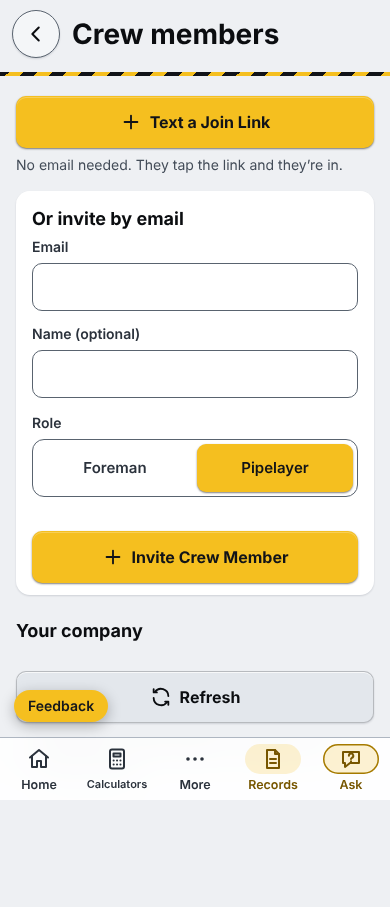 Crew members
Text a Join Link
No email needed. They tap the link and they're in.
Or invite by email
Email
Name (optional)
Role
Foreman
Pipelayer
Invite Crew Member
Your company
Refresh
Feedback
Home
Calculators
More
Records
Ask